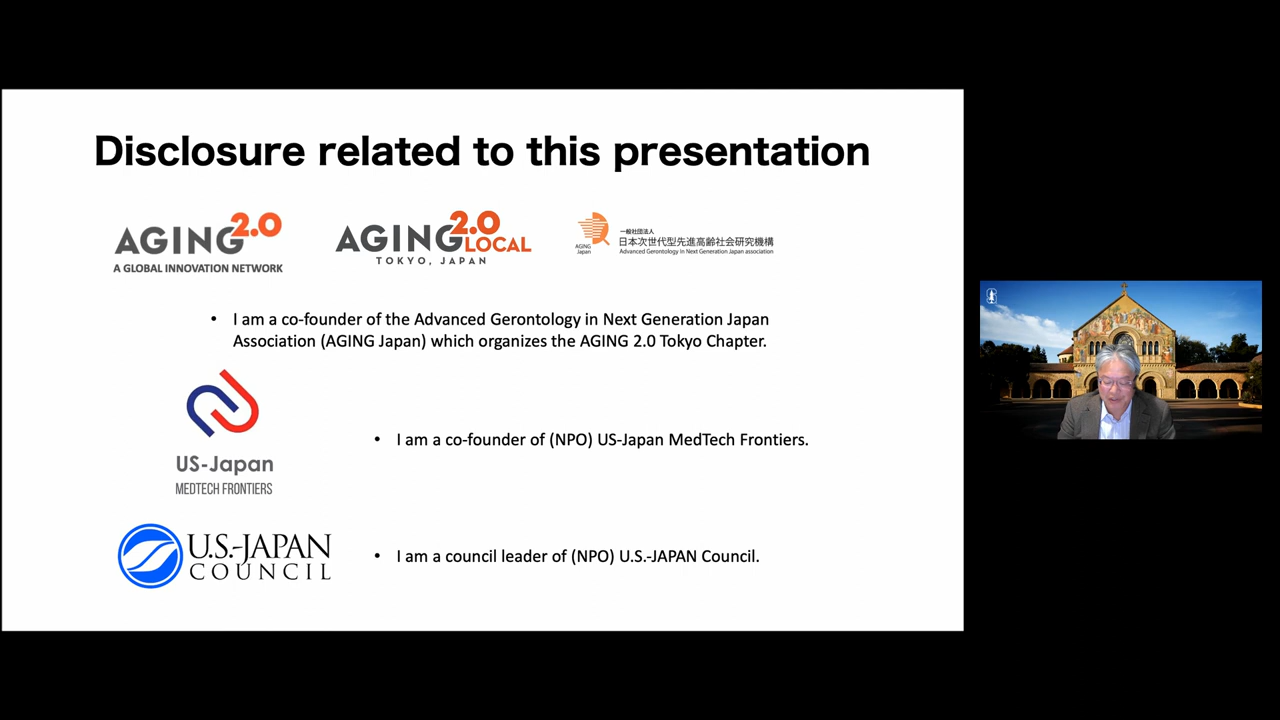 Disclosure related to this presentation
AGING2.0
A GLOBAL INNOVATION NETWORK
AGING2.0 LOCAL
TOKYO, JAPAN
AGING
Japan
一般社団法人
日本次世代型先進高齢社会研究機構
Advanced Gerontology in Next Generation Japan association
• I am a co-founder of the Advanced Gerontology in Next Generation Japan
Association (AGING Japan) which organizes the AGING 2.0 Tokyo Chapter.
US-Japan
MEDTECH FRONTIERS
• I am a co-founder of (NPO) US-Japan MedTech Frontiers.
U.S.-JAPAN
COUNCIL
• I am a council leader of (NPO) U.S.-JAPAN Council.